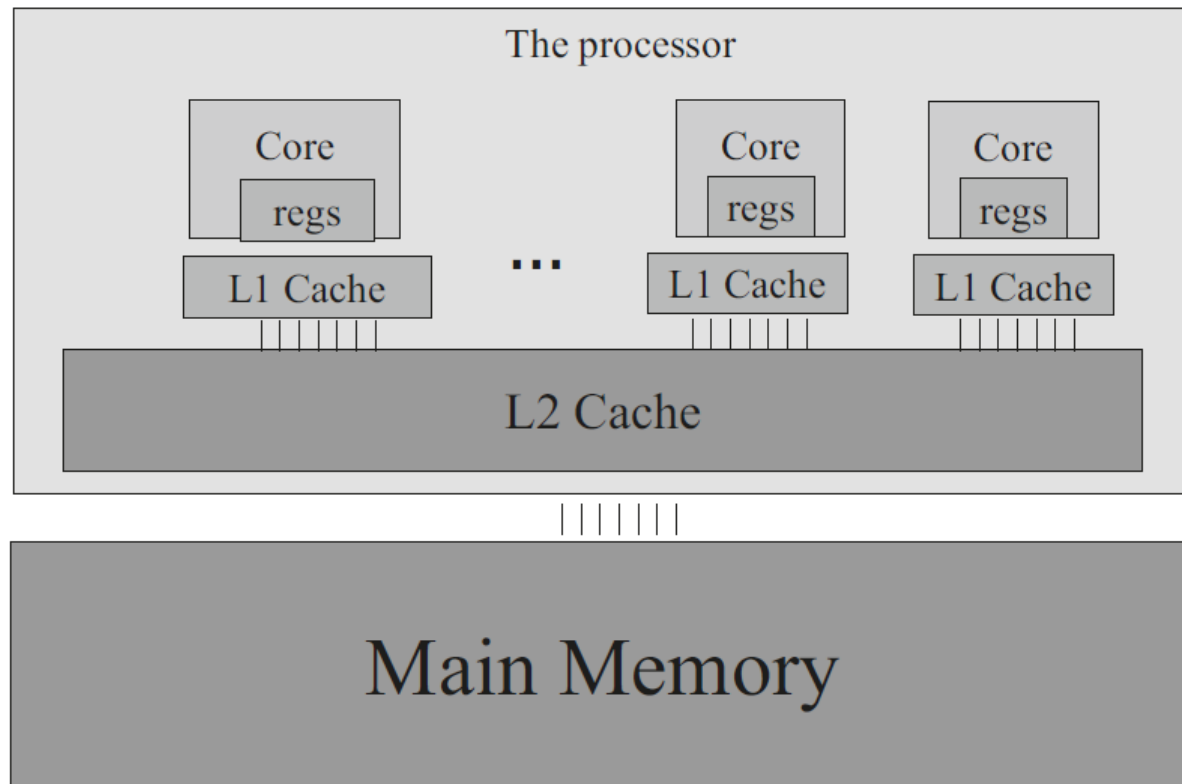 The processor
Core
Core
Core
regs
regs
regs
...
L1 Cache
L1 Cache
L1 Cache
L2 Cache
Main Memory